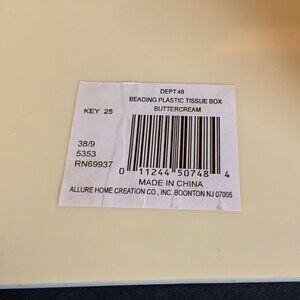 DEPT.48
BEADING PLASTIC TISSUE BOX
BUTTERCREAM
KEY 25
38/9
5353
RN69937
0 11244 50748 4
MADE IN CHINA
ALLURE HOME CREATION CO., INC. BOONTON NJ 07005